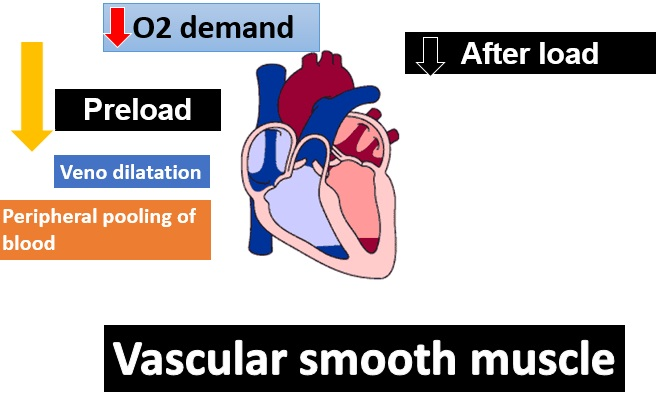 O2 demand
After load
Preload
Veno dilatation
Peripheral pooling of
blood
Vascular smooth muscle